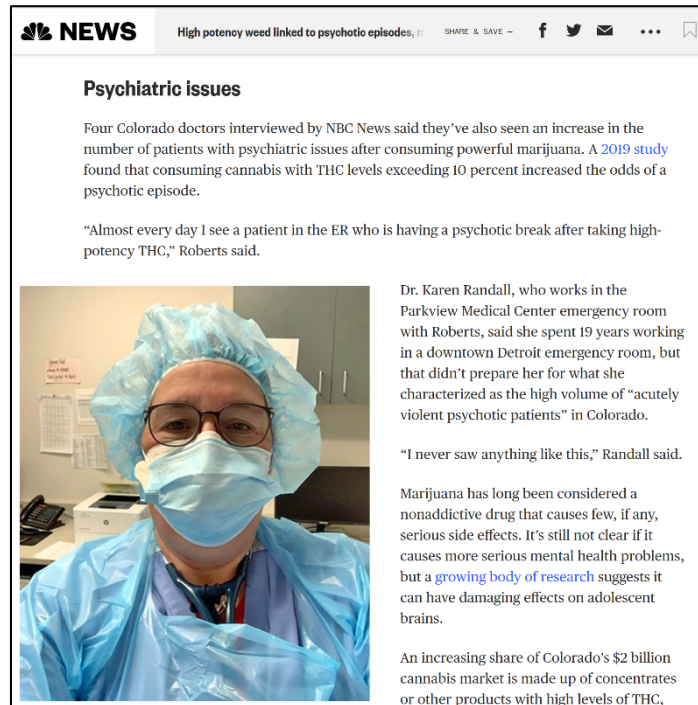 NEWS
High potency weed linked to psychotic episodes,
SHARE & SAVE –
Psychiatric issues
Four Colorado doctors interviewed by NBC News said they’ve also seen an increase in the
number of patients with psychiatric issues after consuming powerful marijuana. A 2019 study
found that consuming cannabis with THC levels exceeding 10 percent increased the odds of a
psychotic episode.
“Almost every day I see a patient in the ER who is having a psychotic break after taking high-
potency THC,” Roberts said.
Dr. Karen Randall, who works in the
Parkview Medical Center emergency room
with Roberts, said she spent 19 years working
in a downtown Detroit emergency room, but
that didn’t prepare her for what she
characterized as the high volume of “acutely
violent psychotic patients” in Colorado.
“I never saw anything like this,” Randall said.
Marijuana has long been considered a
nonaddictive drug that causes few, if any,
serious side effects. It’s still not clear if it
causes more serious mental health problems,
but a growing body of research suggests it
can have damaging effects on adolescent
brains.
An increasing share of Colorado’s $2 billion
cannabis market is made up of concentrates
or other products with high levels of THC,